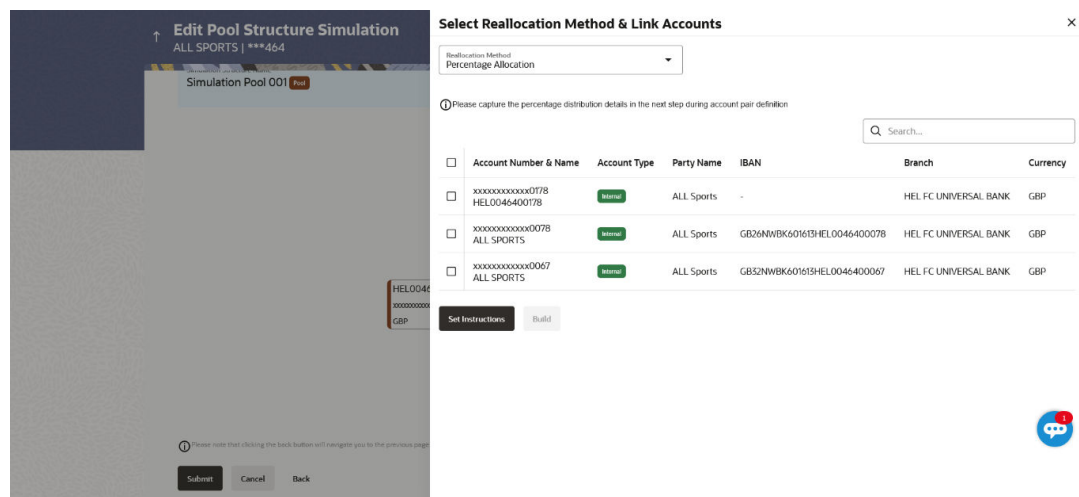 Edit Pool Structure Simulation
ALL SPORTS | ***464
Simulation Pool 001 Pool
HEL0046
GBP
Please note that clicking the back button will navigate you to the previous page
Submit Cancel Back
Select Reallocation Method & Link Accounts
Reallocation Method
Percentage Allocation
Please capture the percentage distribution details in the next step during account pair definition
Search...
Account Number & Name Account Type Party Name IBAN Branch Currency
xxxxxxxxxxxx0178
HEL0046400178
Internal ALL Sports - HEL FC UNIVERSAL BANK GBP
xxxxxxxxxxxx0078
ALL SPORTS
Internal ALL Sports GB26NWBK601613HEL0046400078 HEL FC UNIVERSAL BANK GBP
xxxxxxxxxxxx0067
ALL SPORTS
Internal ALL Sports GB32NWBK601613HEL0046400067 HEL FC UNIVERSAL BANK GBP
Set Instructions Build
1